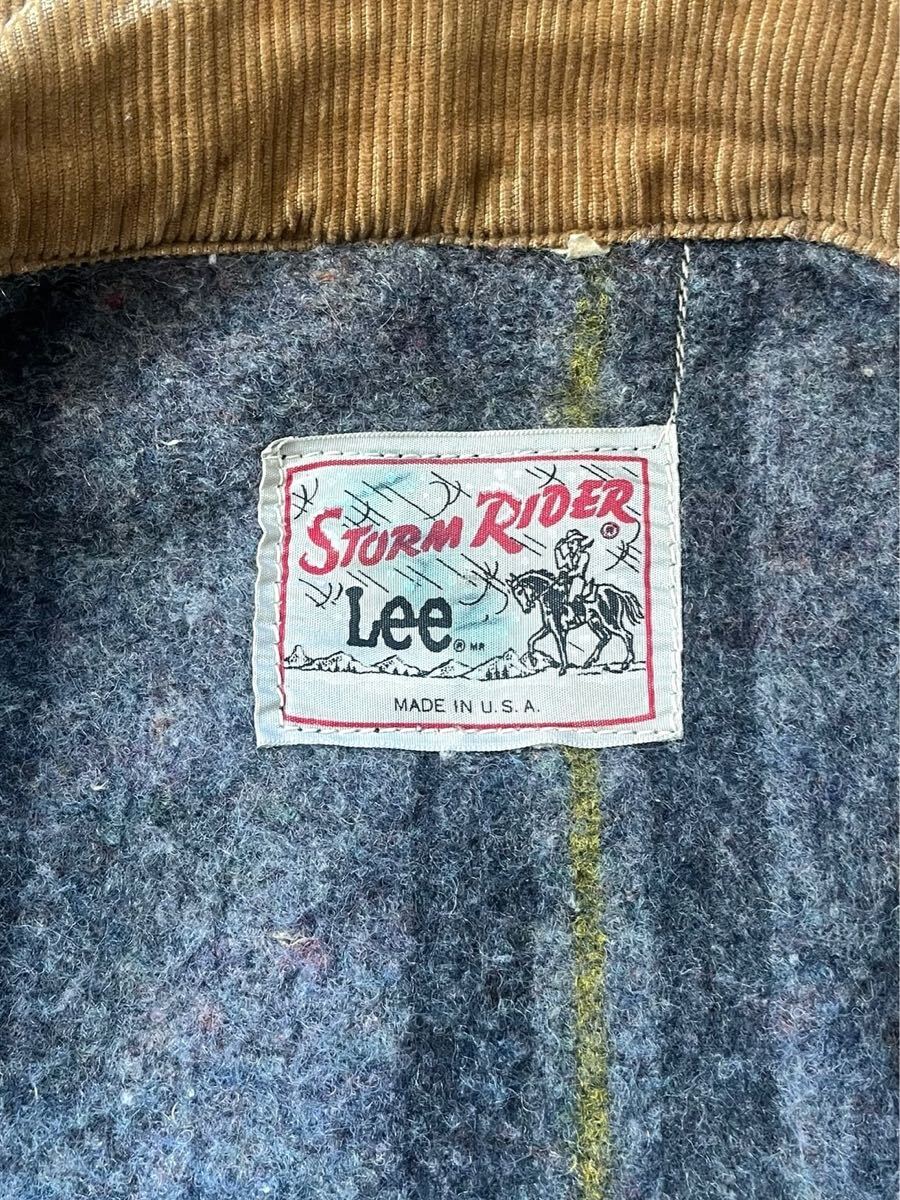 STORM RIDER ®
Lee ® MR
MADE IN U.S.A.